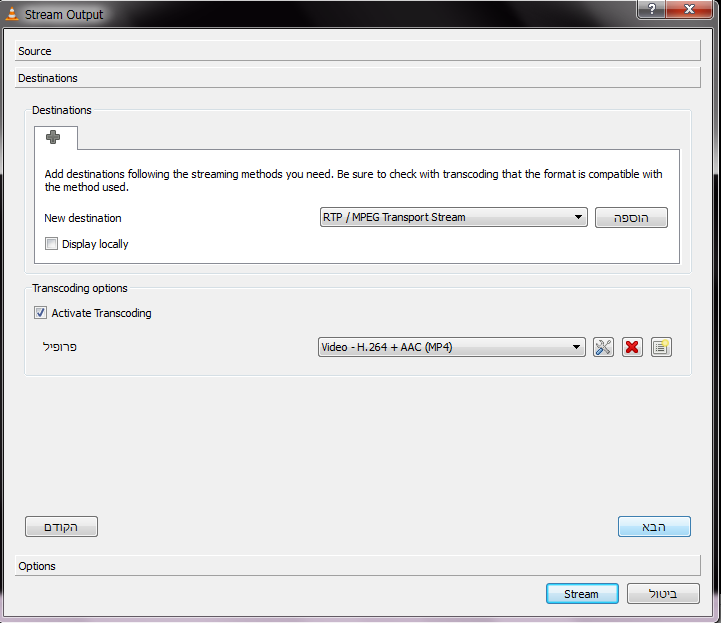 Stream Output
Source
Destinations
Destinations
Add destinations following the streaming methods you need. Be sure to check with transcoding that the format is compatible with
the method used.
New destination
RTP / MPEG Transport Stream
הוספה
Display locally
Transcoding options
Activate Transcoding
פרופיל
Video - H.264 + AAC (MP4)
הקודם
הבא
Options
Stream
ביטול